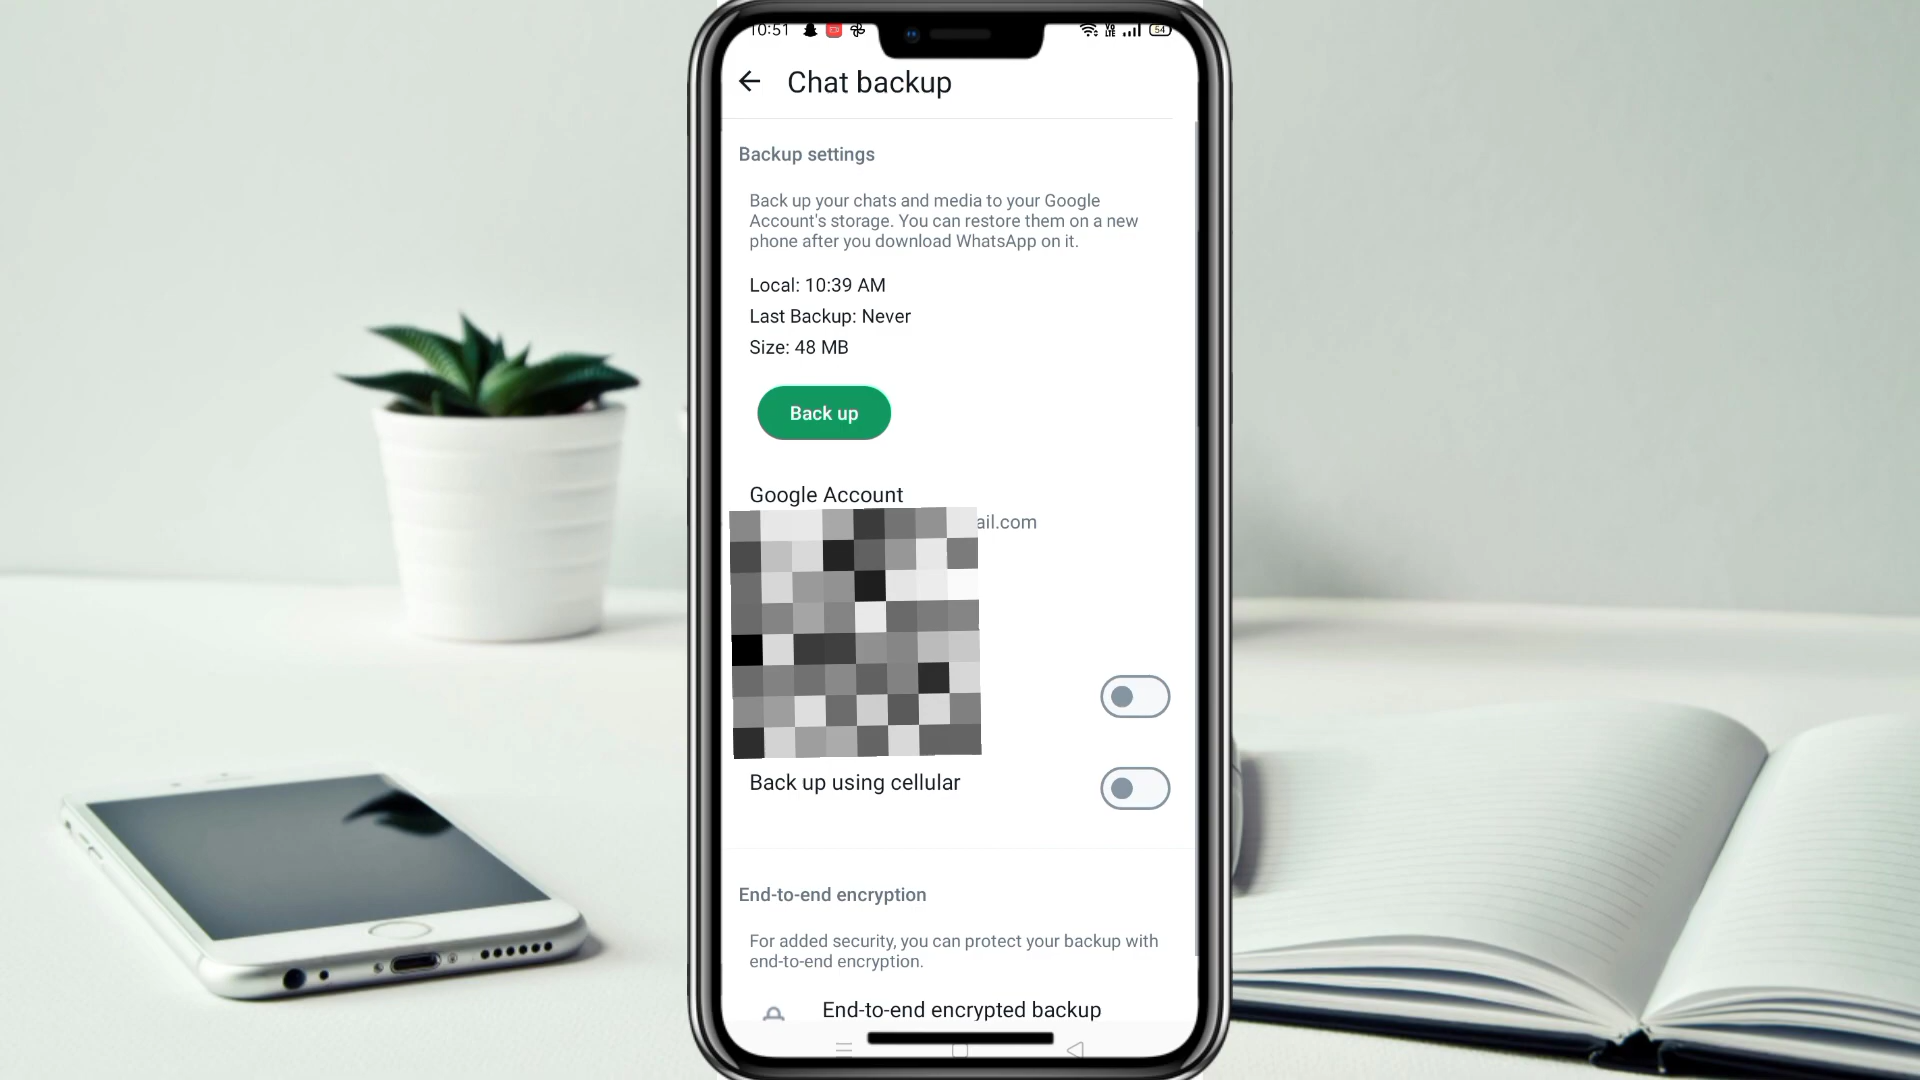 10:51
54
Chat backup
Backup settings
Back up your chats and media to your Google
Account's storage. You can restore them on a new
phone after you download WhatsApp on it.
Local: 10:39 AM
Last Backup: Never
Size: 48 MB
Back up
Google Account
ail.com
Back up using cellular
End-to-end encryption
For added security, you can protect your backup with
end-to-end encryption.
End-to-end encrypted backup